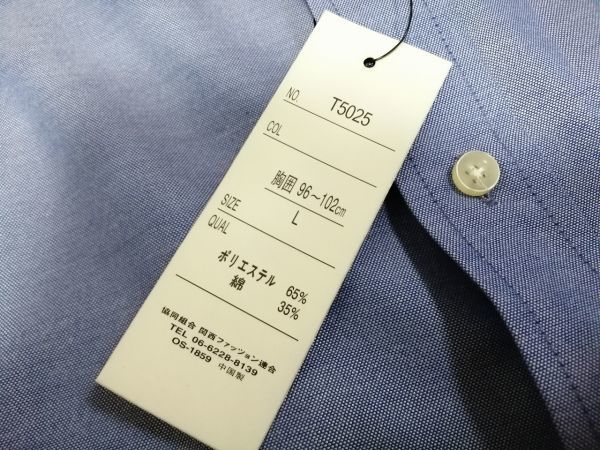 NO. T5025
COL
胸囲 96~102cm
SIZE L
QUAL
ポリエステル 65%
綿 35%
協同組合 関西ファッション連合
TEL 06-6228-8139
OS-1859 中国製